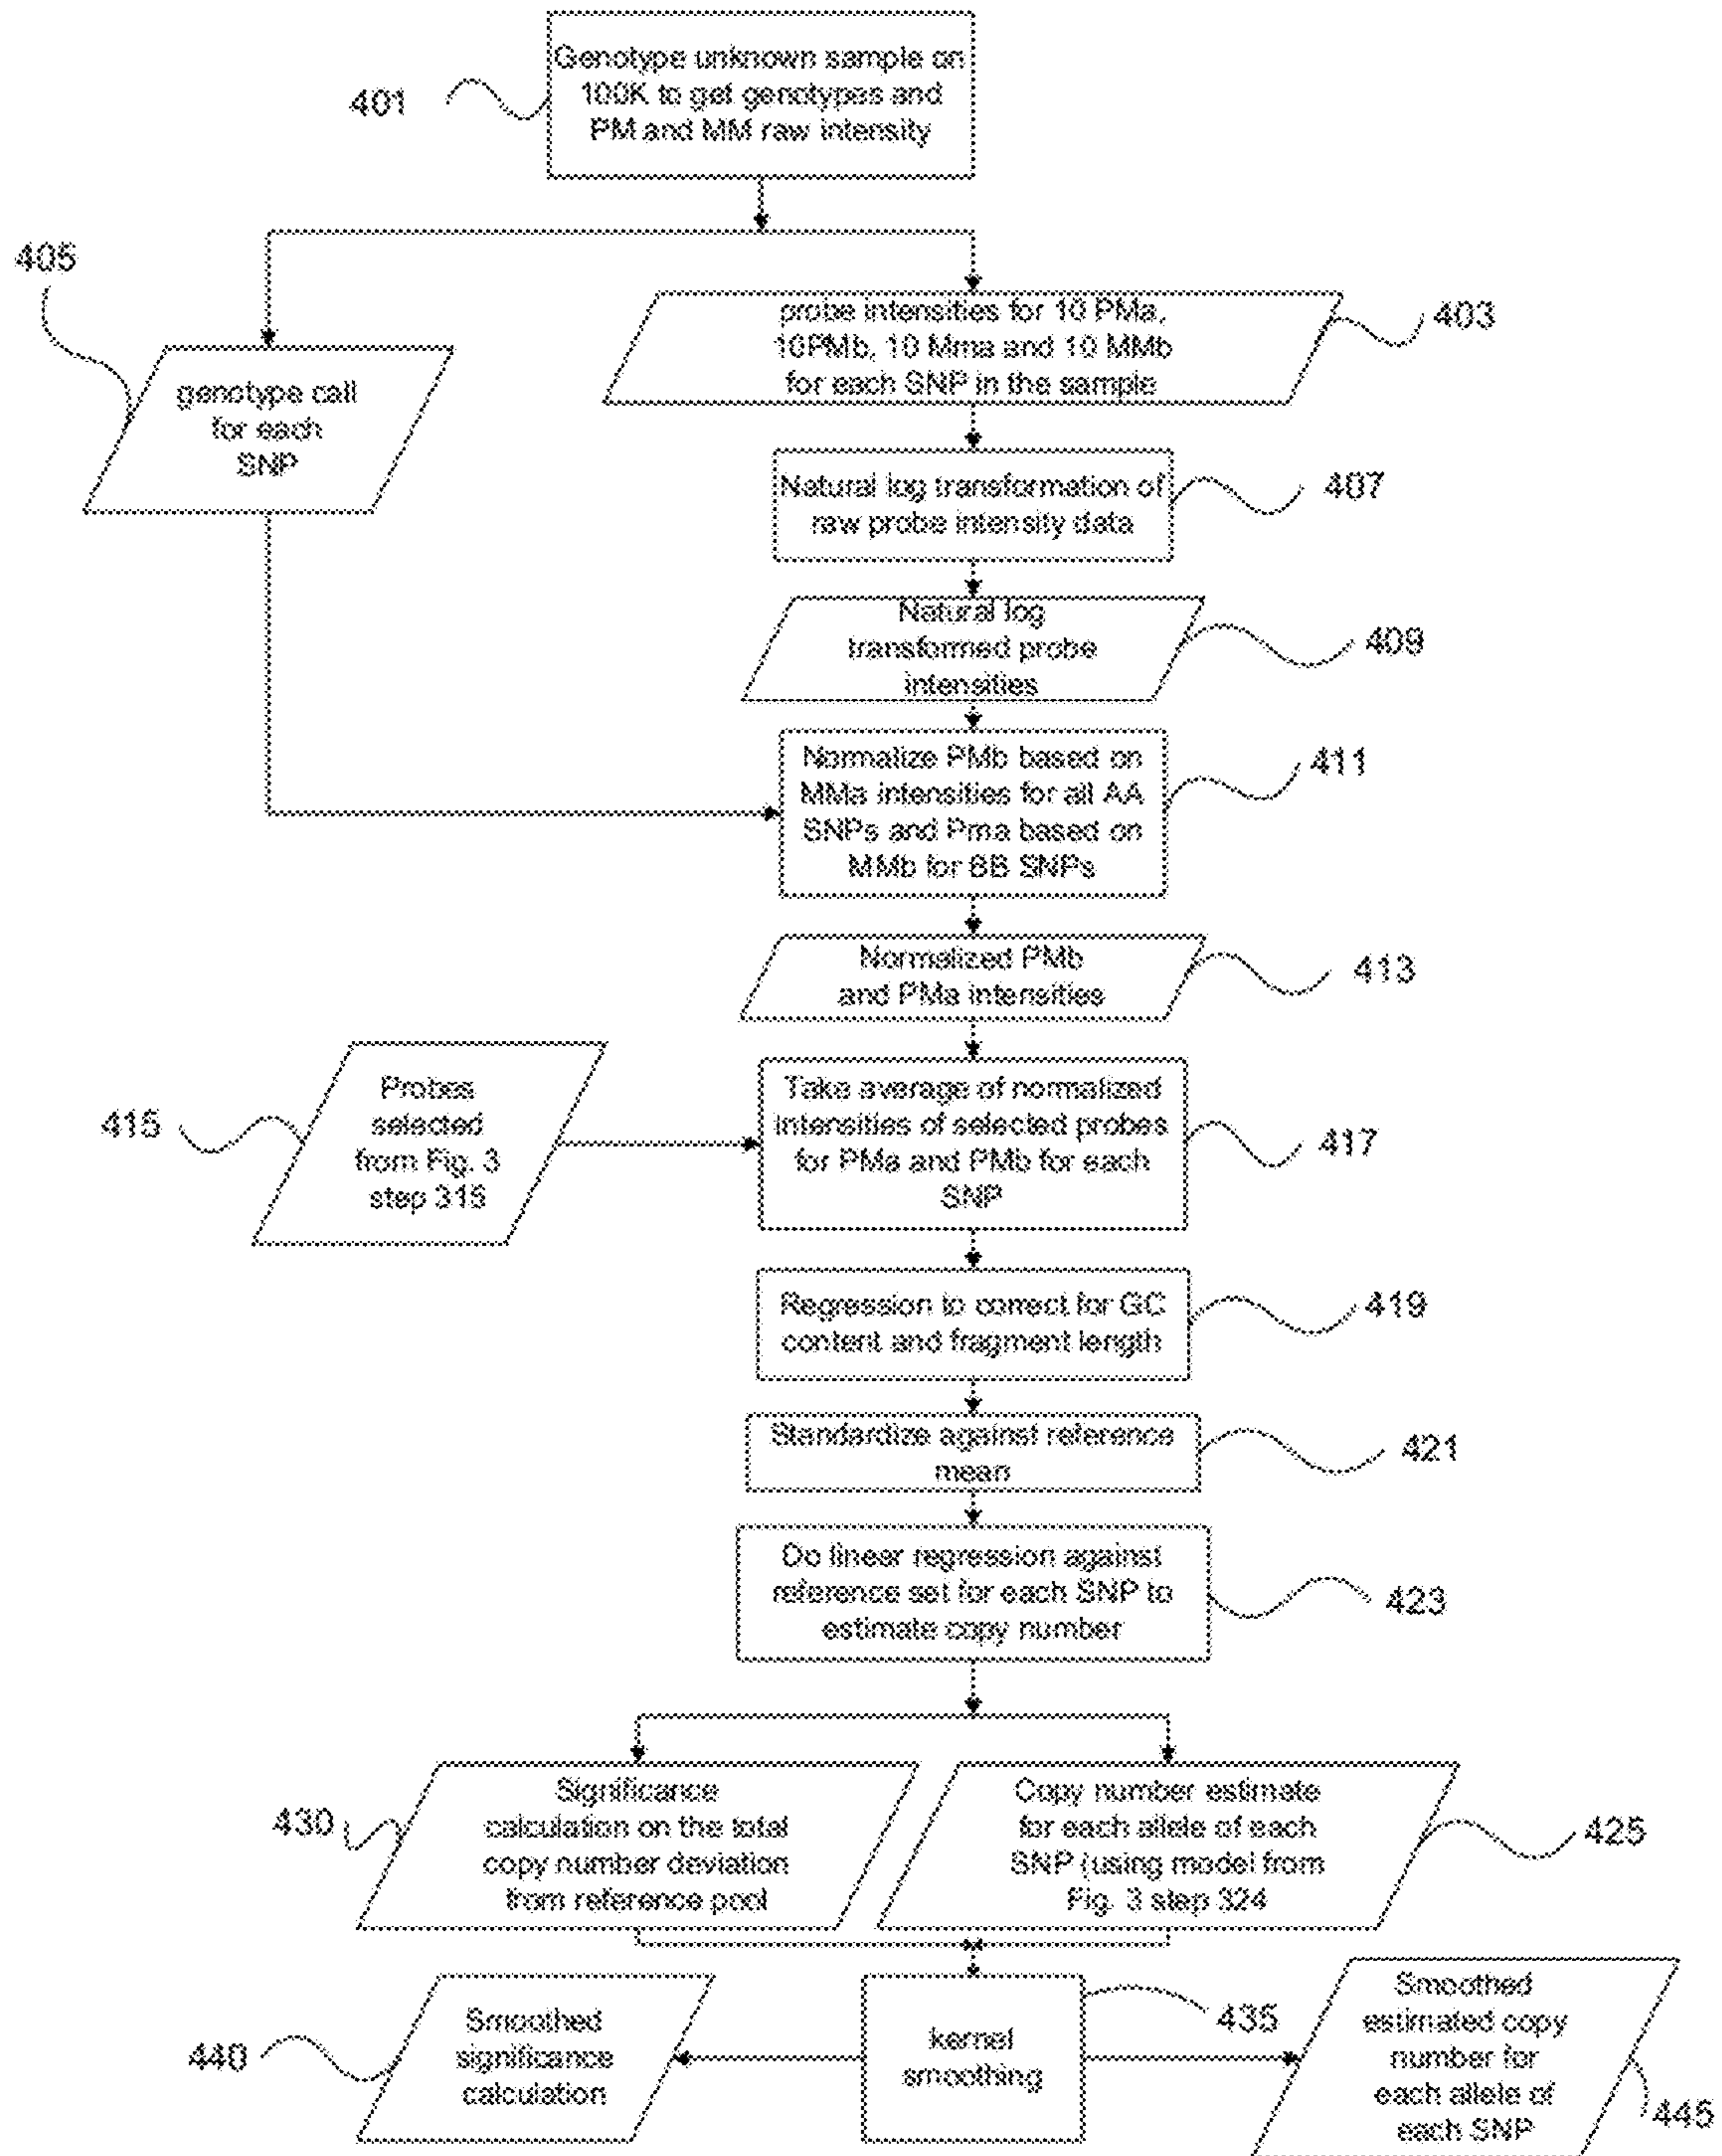 401
Genotype unknown sample on
100K to get genotypes and
PM and MM raw intensity
405
genotype call
for each
SNP
probe intensities for 10 PMa,
10PMb, 10 Mma and 10 MMb
for each SNP in the sample
403
Natural log transformation of
raw probe intensity data
407
Natural log
transformed probe
intensities
409
Normalize PMb based on
MMa intensities for all AA
SNPs and Pma based on
MMb for BB SNPs
411
Normalized PMb
and PMa intensities
413
415
Probes
selected
from Fig. 3
step 315
Take average of normalized
intensities of selected probes
for PMa and PMb for each
SNP
417
Regression to correct for GC
content and fragment length
419
Standardize against reference
mean
421
Do linear regression against
reference set for each SNP to
estimate copy number
423
430
Significance
calculation on the total
copy number deviation
from reference pool
Copy number estimate
for each allele of each
SNP (using model from
Fig. 3 step 324
425
440
Smoothed
significance
calculation
kernel
smoothing
435
Smoothed
estimated copy
number for
each allele of
each SNP
445